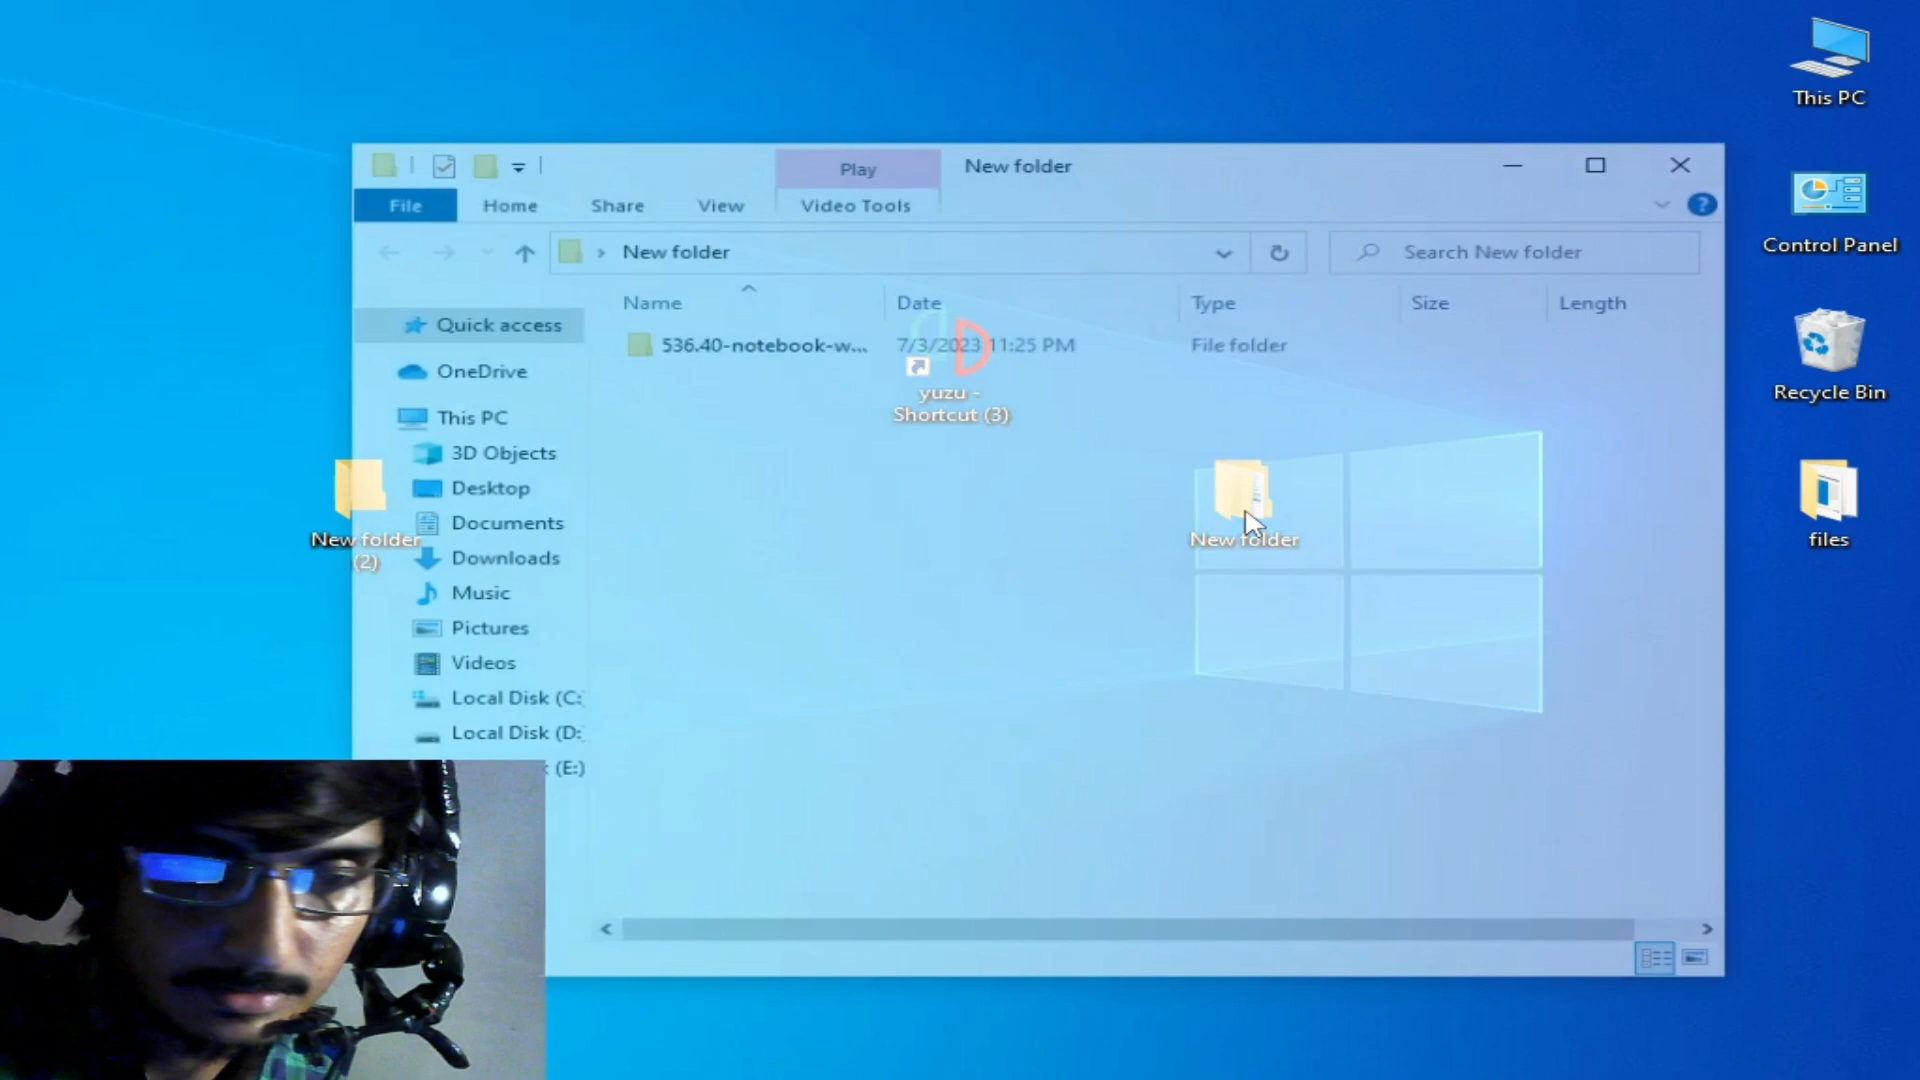 This PC
Play
New folder
File
Home
Share
View
Video Tools
New folder
Search New folder
Name
Date
Type
Size
Length
Quick access
536.40-notebook-w...
7/3/2023 11:25 PM
File folder
OneDrive
yuzu -
Shortcut (3)
This PC
3D Objects
Desktop
Documents
Downloads
Music
Pictures
Videos
Local Disk (C:
Local Disk (D:
(E:)
New folder
(2)
New folder
Control Panel
Recycle Bin
files